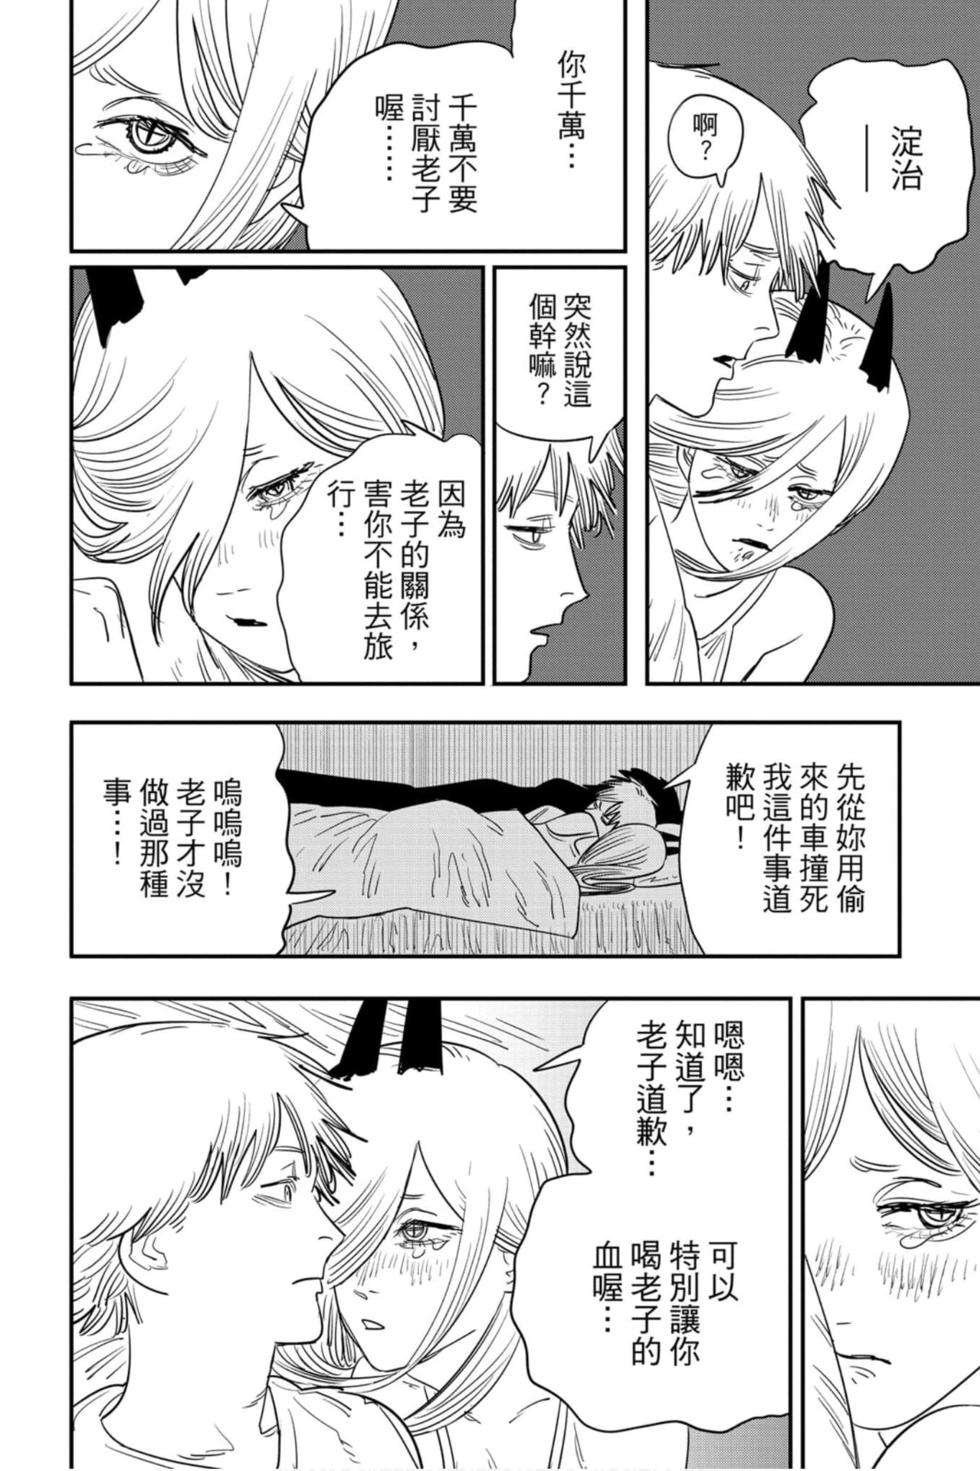 淀治
——
啊？
你千萬…
千萬不要
討厭老子
喔……
突然說這
個幹嘛？
因為
老子的關係，
害你不能去旅
行…
先從妳用偷
來的車撞死
我這件事道
歉吧！
嗚嗚嗚！
老子才沒
做過那種
事…！
嗯嗯…
知道了，
老子道歉…
可以
特別讓你
喝老子的
血喔…